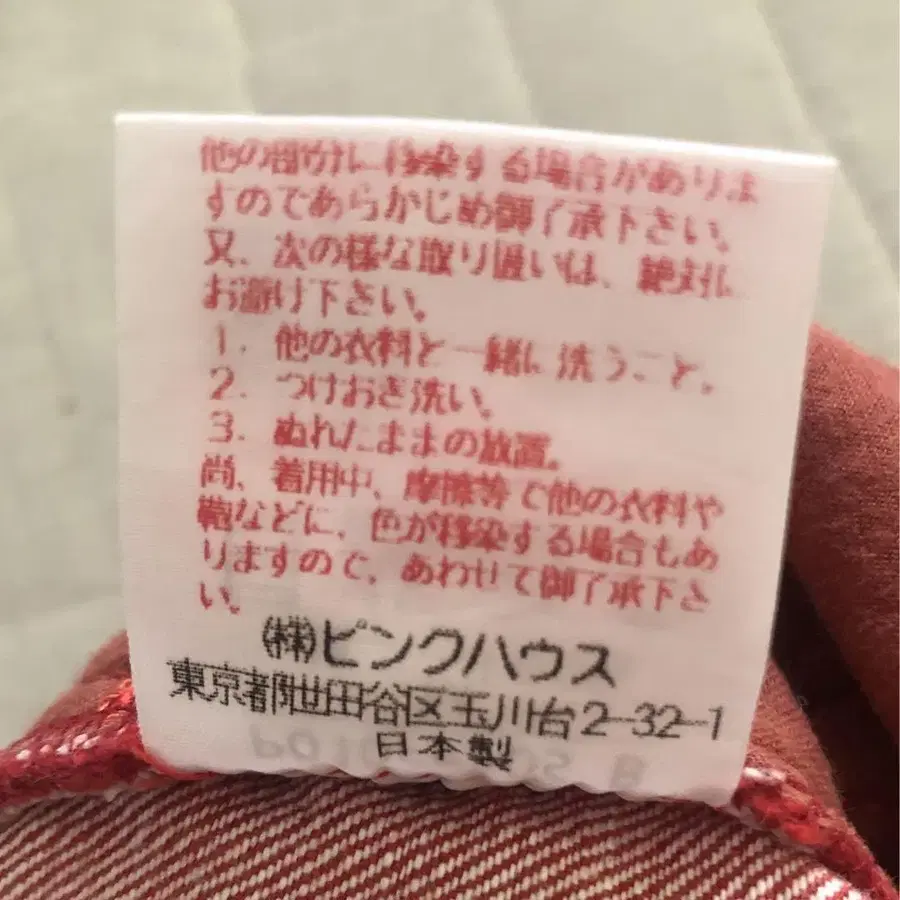 他の部分に移染する場合がありま
すのであらかじめ御了承下さい。
又、次の様な取り扱いは、絶対に
お避け下さい。
1. 他の衣料と一緒に洗うこと。
2. つけおき洗い。
3. ぬれたままの放置。
尚、着用中、摩擦等で他の衣料や
鞄などに、色が移染する場合もあ
りますので、あわせて御了承下さ
い。
(株)ピンクハウス
東京都世田谷区玉川台2-32-1
日本製